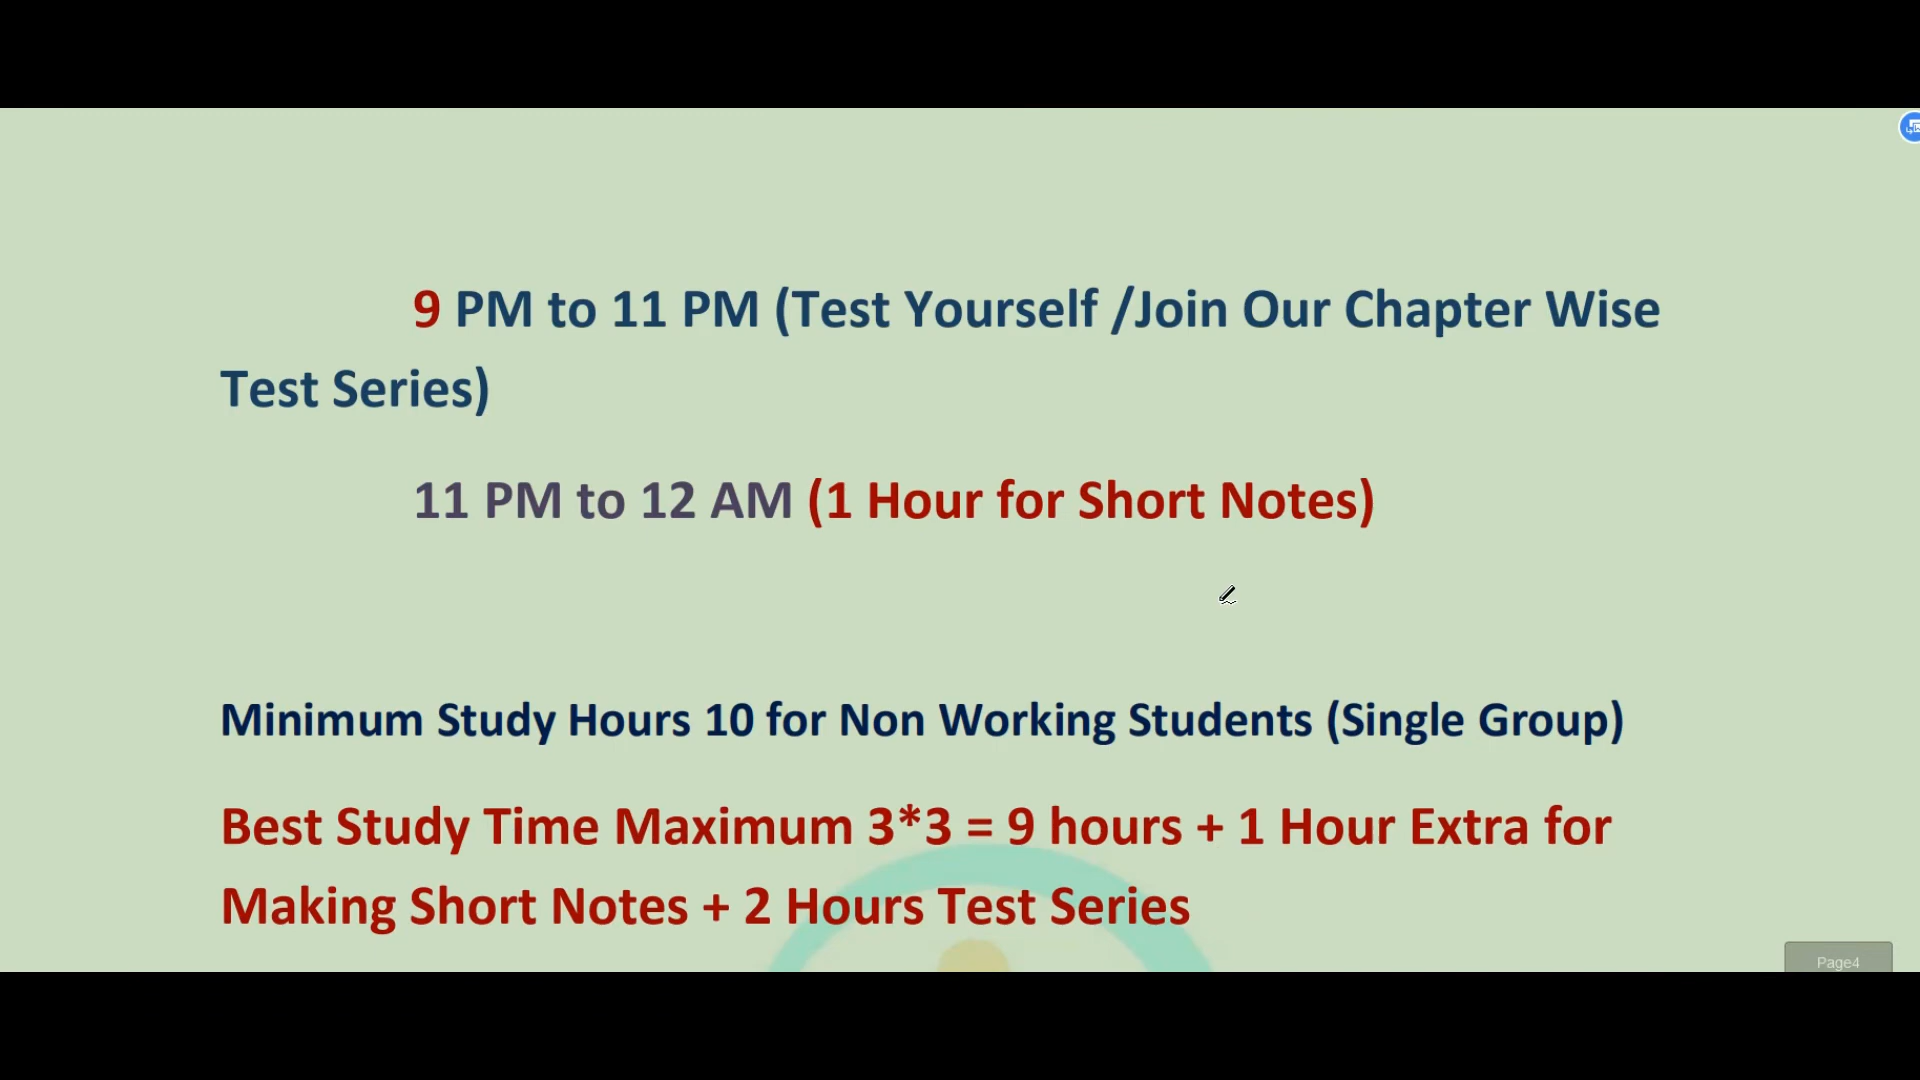 9 PM to 11 PM (Test Yourself /Join Our Chapter Wise
Test Series)
11 PM to 12 AM (1 Hour for Short Notes)
Minimum Study Hours 10 for Non Working Students (Single Group)
Best Study Time Maximum 3*3 = 9 hours + 1 Hour Extra for
Making Short Notes + 2 Hours Test Series
Page4